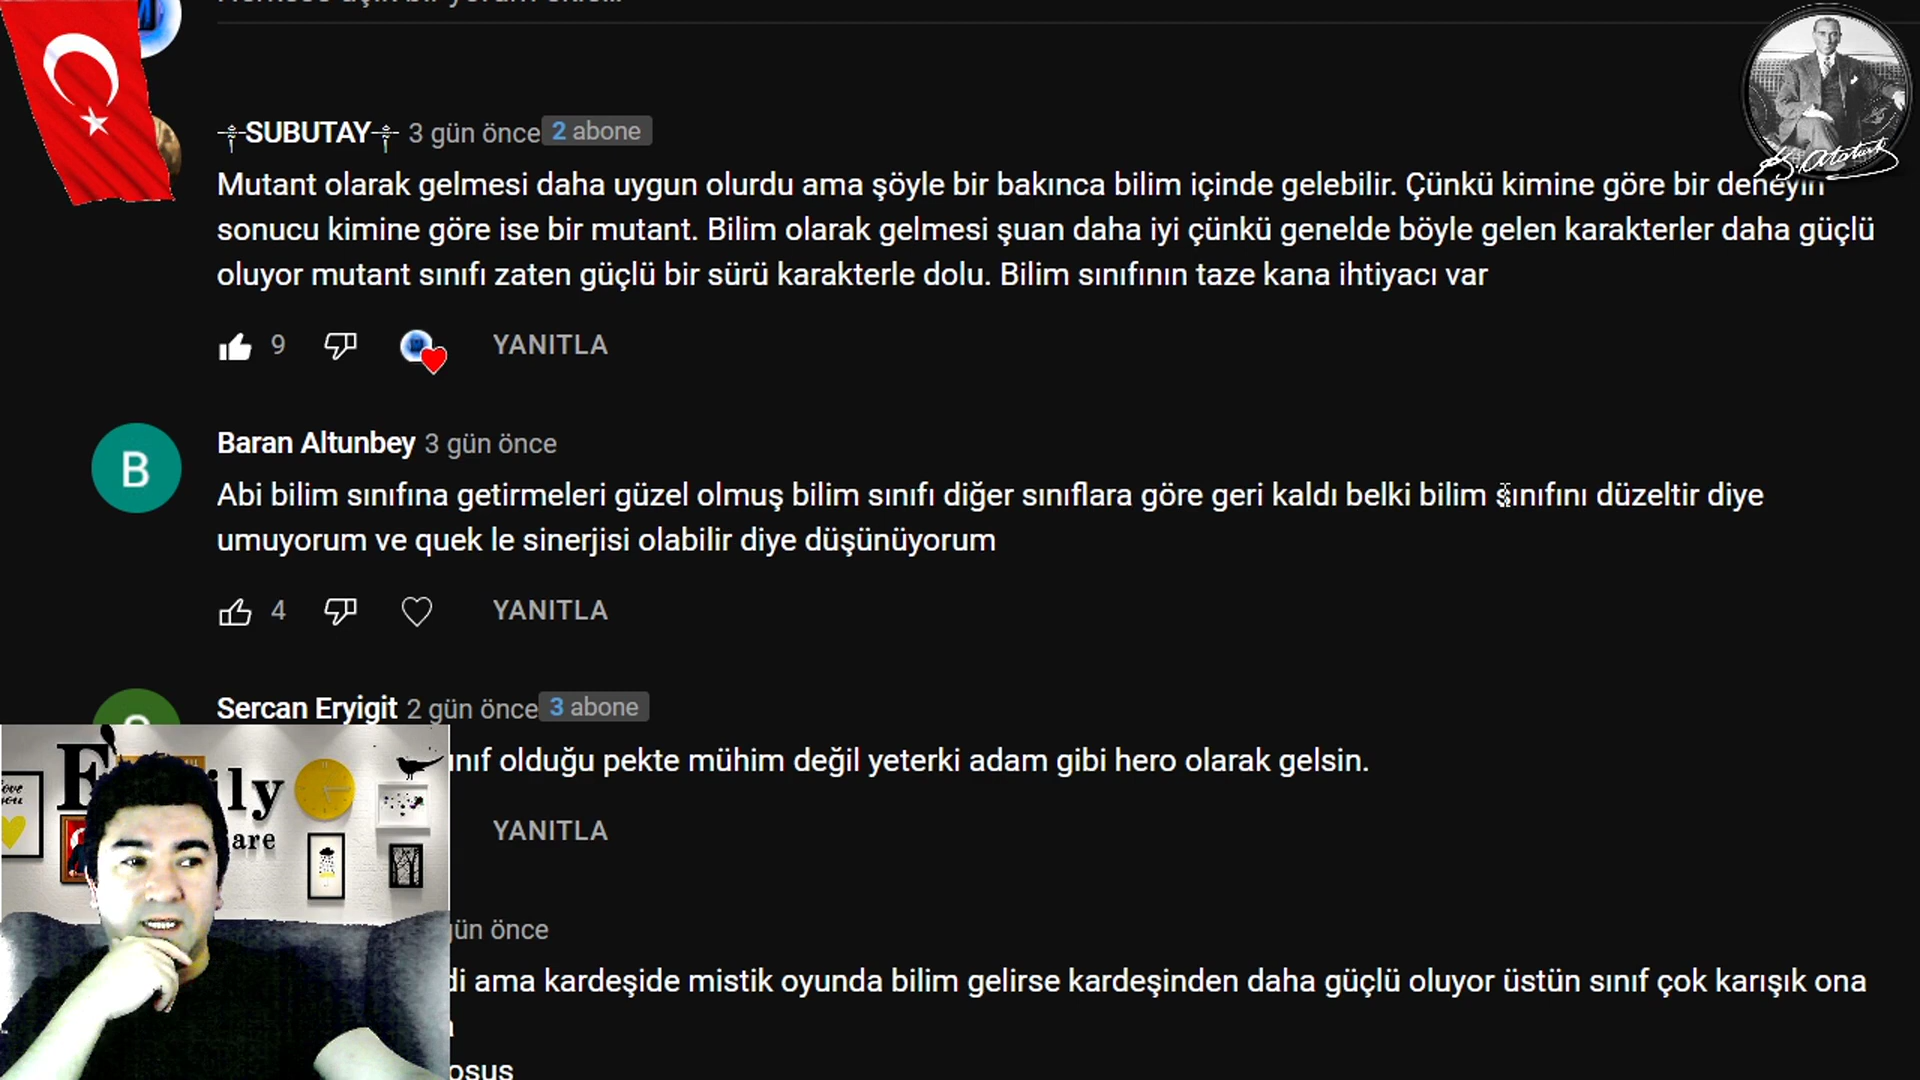 SUBUTAY 3 gün önce 2 abone
Mutant olarak gelmesi daha uygun olurdu ama şöyle bir bakınca bilim içinde gelebilir. Çünkü kimine göre bir deneyin
sonucu kimine göre ise bir mutant. Bilim olarak gelmesi şuan daha iyi çünkü genelde böyle gelen karakterler daha güçlü
oluyor mutant sınıfı zaten güçlü bir sürü karakterle dolu. Bilim sınıfının taze kana ihtiyacı var
9 YANITLA
B
Baran Altunbey 3 gün önce
Abi bilim sınıfına getirmeleri güzel olmuş bilim sınıfı diğer sınıflara göre geri kaldı belki bilim sınıfını düzeltir diye
umuyorum ve quek le sinerjisi olabilir diye düşünüyorum
4 YANITLA
Sercan Eryigit 2 gün önce 3 abone
olduğu pekte mühim değil yeterki adam gibi hero olarak gelsin.
YANITLA
gün önce
ama kardeşide mistik oyunda bilim gelirse kardeşinden daha güçlü oluyor üstün sınıf çok karışık ona
K. Atatürk